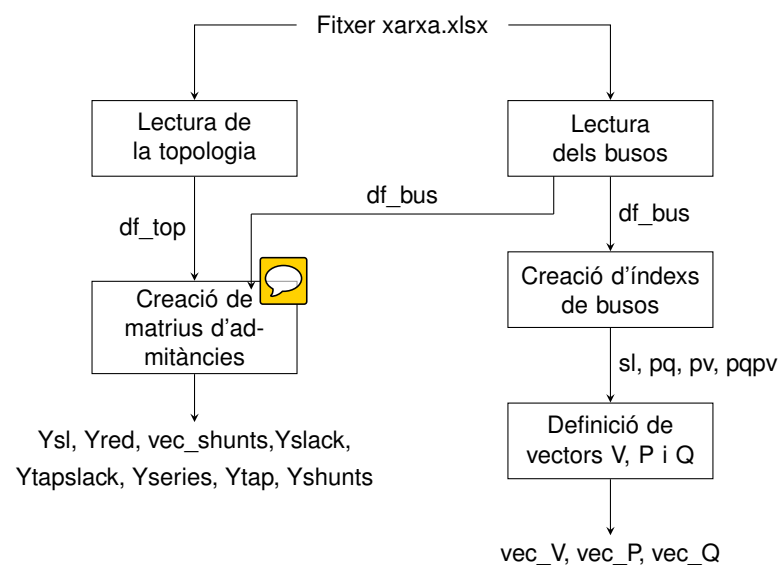 Fitxer xarxa.xlsx
Lectura de
la topologia
Lectura
dels busos
df_bus
df_top
df_bus
Creació de
matrius d'ad-
mitàncies
Creació d'índexs
de busos
sl, pq, pv, pqpv
Ysl, Yred, vec_shunts,Yslack,
Ytapslack, Yseries, Ytap, Yshunts
Definició de
vectors V, P i Q
vec_V, vec_P, vec_Q